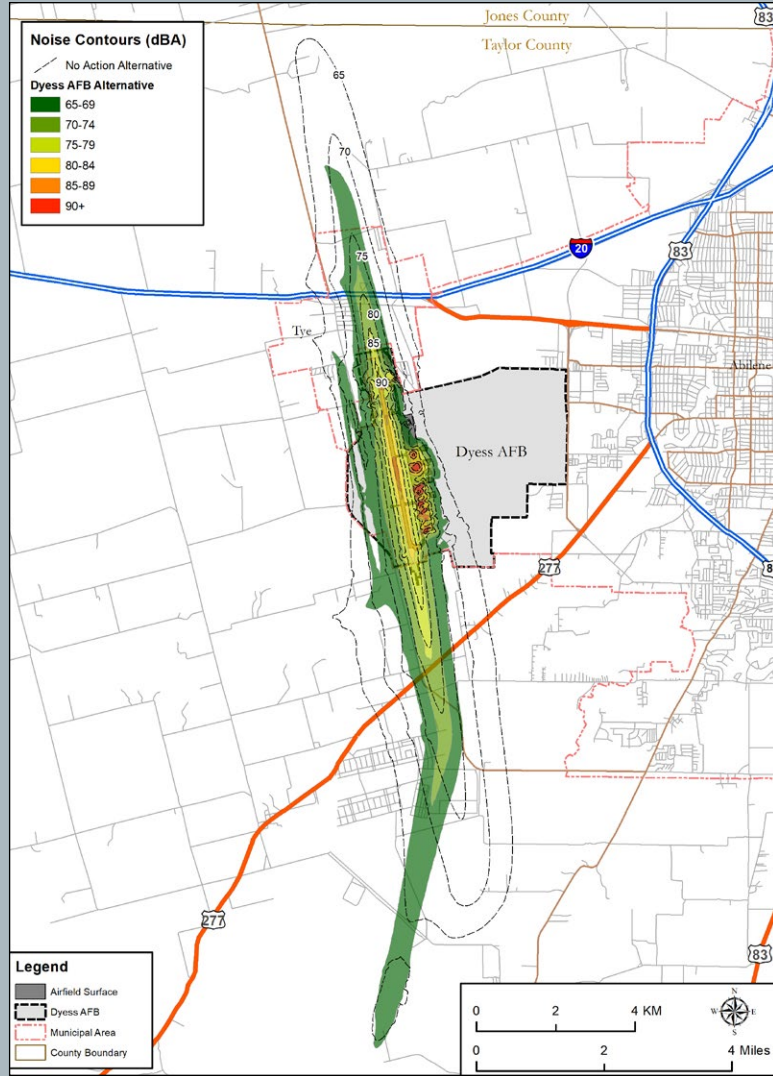 Jones County
83
Taylor County
Noise Contours (dBA)
No Action Alternative
Dyess AFB Alternative
65-69
70-74
75-79
80-84
85-89
90+
65
70
75
80
85
90
20
83
Tye
Abilene
Dyess AFB
277
8
277
83
Legend
Airfield Surface
Dyess AFB
Municipal Area
County Boundary
0 2 4 KM
0 2 4 Miles
N
W E
S